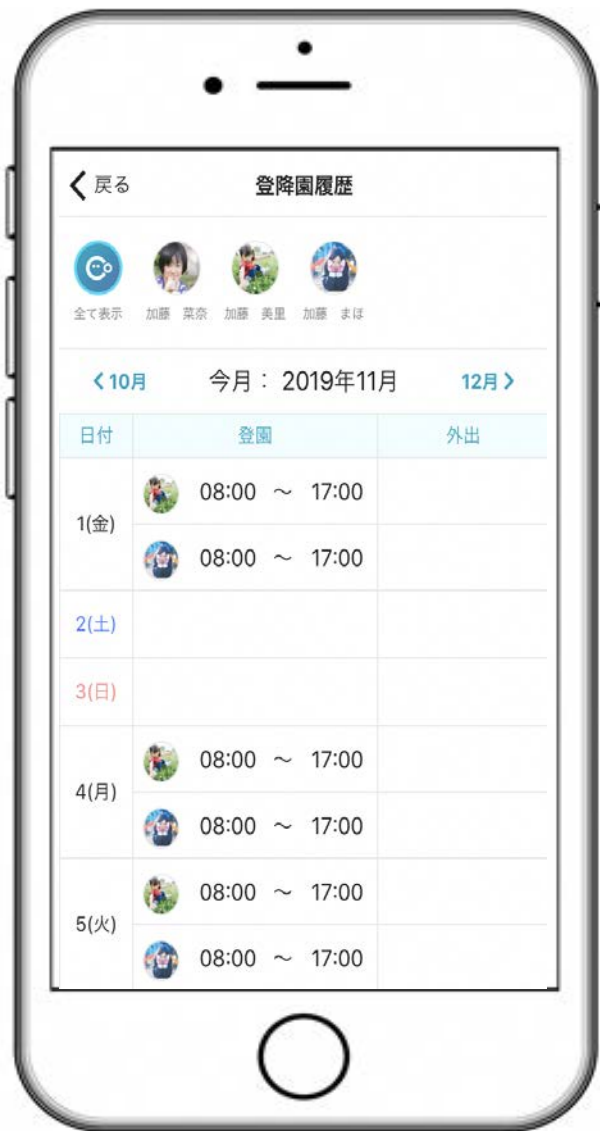 戻る 登降園履歴
全て表示 加藤 菜奈 加藤 美里 加藤 まほ
10月 今月： 2019年11月 12月
日付 登園 外出
1(金) 08:00 ～ 17:00
08:00 ～ 17:00
2(土)
3(日)
4(月) 08:00 ～ 17:00
08:00 ～ 17:00
5(火) 08:00 ～ 17:00
08:00 ～ 17:00